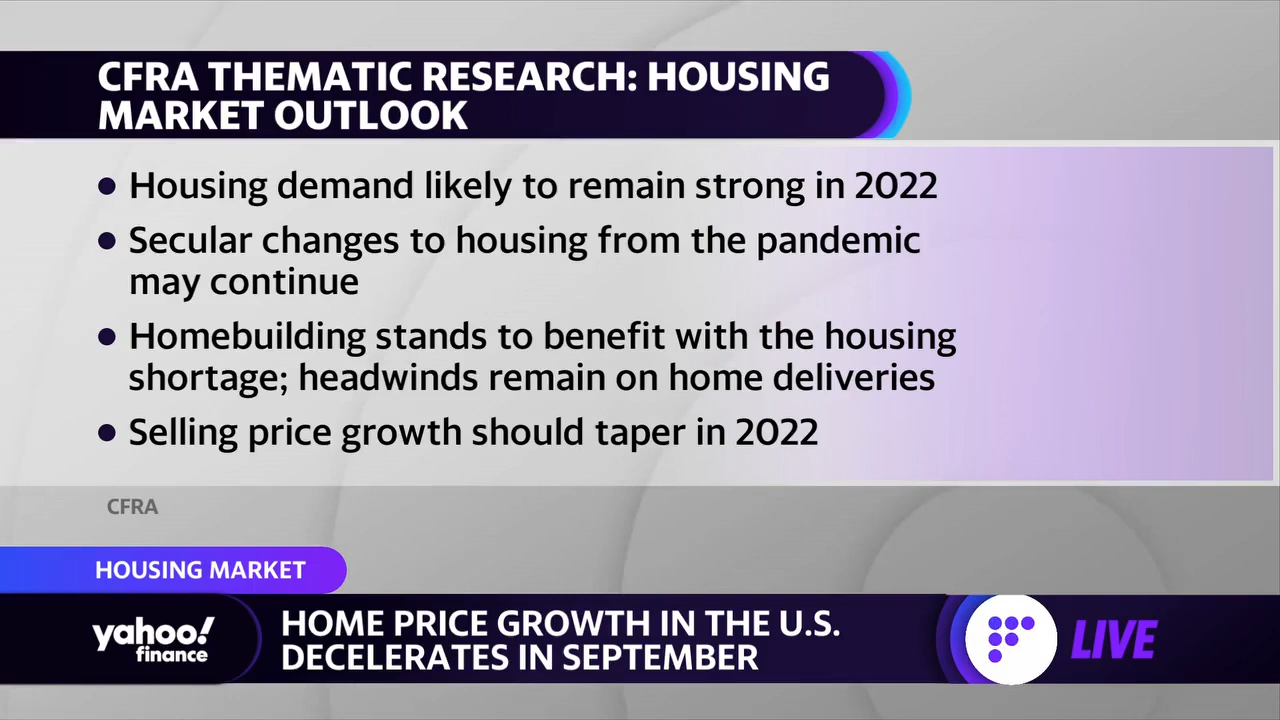 CFRA THEMATIC RESEARCH: HOUSING
MARKET OUTLOOK
• Housing demand likely to remain strong in 2022
• Secular changes to housing from the pandemic
may continue
• Homebuilding stands to benefit with the housing
shortage; headwinds remain on home deliveries
• Selling price growth should taper in 2022
CFRA
HOUSING MARKET
yahoo!
finance
HOME PRICE GROWTH IN THE U.S.
DECELERATES IN SEPTEMBER
LIVE